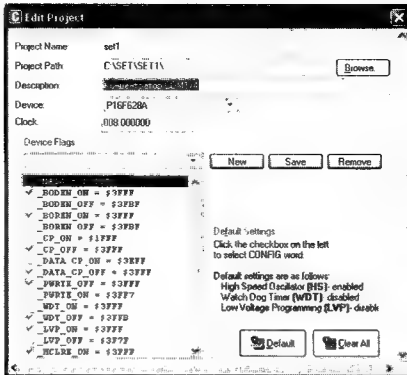 Edit Project
Project Name: set1
Project Path: C:\SET\SET1\
Browse.
Description:
Device: P16F628A
Clock: 008.000000
Device Flags
New Save Remove
_BODEN_ON = $3FFF
_BODEN_OFF = $3FBF
_BOREN_ON = $3FFF
_BOREN_OFF = $3FBF
_CP_ON = $1FFF
_CP_OFF = $3FFF
_DATA_CP_ON = $3EFF
_DATA_CP_OFF = $3FFF
_PWRTE_OFF = $3FFF
_PWRTE_ON = $3FF7
_WDT_ON = $3FFF
_WDT_OFF = $3FFB
_LVP_ON = $3FFF
_LVP_OFF = $3F7F
_MCLRE_ON = $3FFF
Default Settings
Click the checkbox on the left
to select CONFIG word.
Default settings are as follows:
High Speed Oscillator (HS)- enabled
Watch Dog Timer (WDT)- disabled
Low Voltage Programming (LVP)- disable
Default Clear All